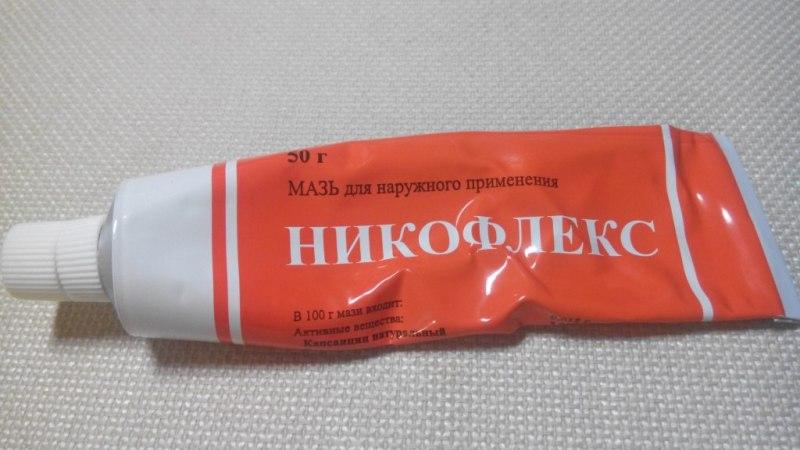 50 г
МАЗЬ для наружного применения
НИКОФЛЕКС
В 100 г мази входит:
Активные вещества:
Капсаицин натуральный